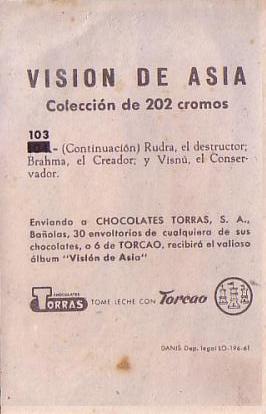 VISION DE ASIA
Colección de 202 cromos
103
- (Continuación) Rudra, el destructor;
Brahma, el Creador; y Visnú, el Conser-
vador.
Enviando a CHOCOLATES TORRAS, S. A.,
Bañolas, 30 envoltorios de cualquiera de sus
chocolates, o 6 de TORCAO, recibirá el valioso
álbum "Visión de Asia"
CHOCOLATES
TORRAS
TOME LECHE CON Torcao
DANIS Dep. legal LO-196-61